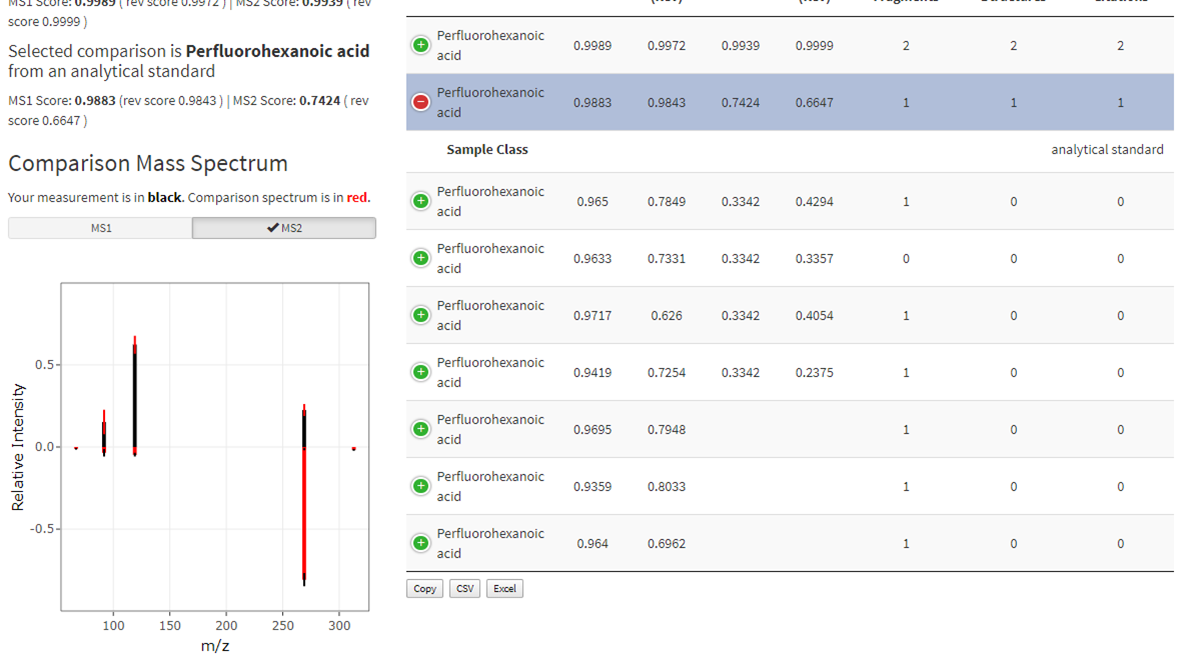 MS1 Score: 0.9989 ( rev score 0.9972 ) | MS2 Score: 0.9939 ( rev
score 0.9999 )
Selected comparison is Perfluorohexanoic acid
from an analytical standard
MS1 Score: 0.9883 (rev score 0.9843 ) | MS2 Score: 0.7424 ( rev
score 0.6647 )
Comparison Mass Spectrum
Your measurement is in black. Comparison spectrum is in red.
MS1 MS2
0.5
0.0
-0.5
Relative Intensity
100 150 200 250 300
m/z
(Rev) (Rev) Fragments Structures Citations
Perfluorohexanoic
acid
0.9989 0.9972 0.9939 0.9999 2 2 2
Perfluorohexanoic
acid
0.9883 0.9843 0.7424 0.6647 1 1 1
Sample Class analytical standard
Perfluorohexanoic
acid
0.965 0.7849 0.3342 0.4294 1 0 0
Perfluorohexanoic
acid
0.9633 0.7331 0.3342 0.3357 0 0 0
Perfluorohexanoic
acid
0.9717 0.626 0.3342 0.4054 1 0 0
Perfluorohexanoic
acid
0.9419 0.7254 0.3342 0.2375 1 0 0
Perfluorohexanoic
acid
0.9695 0.7948 1 0 0
Perfluorohexanoic
acid
0.9359 0.8033 1 0 0
Perfluorohexanoic
acid
0.964 0.6962 1 0 0
Copy CSV Excel